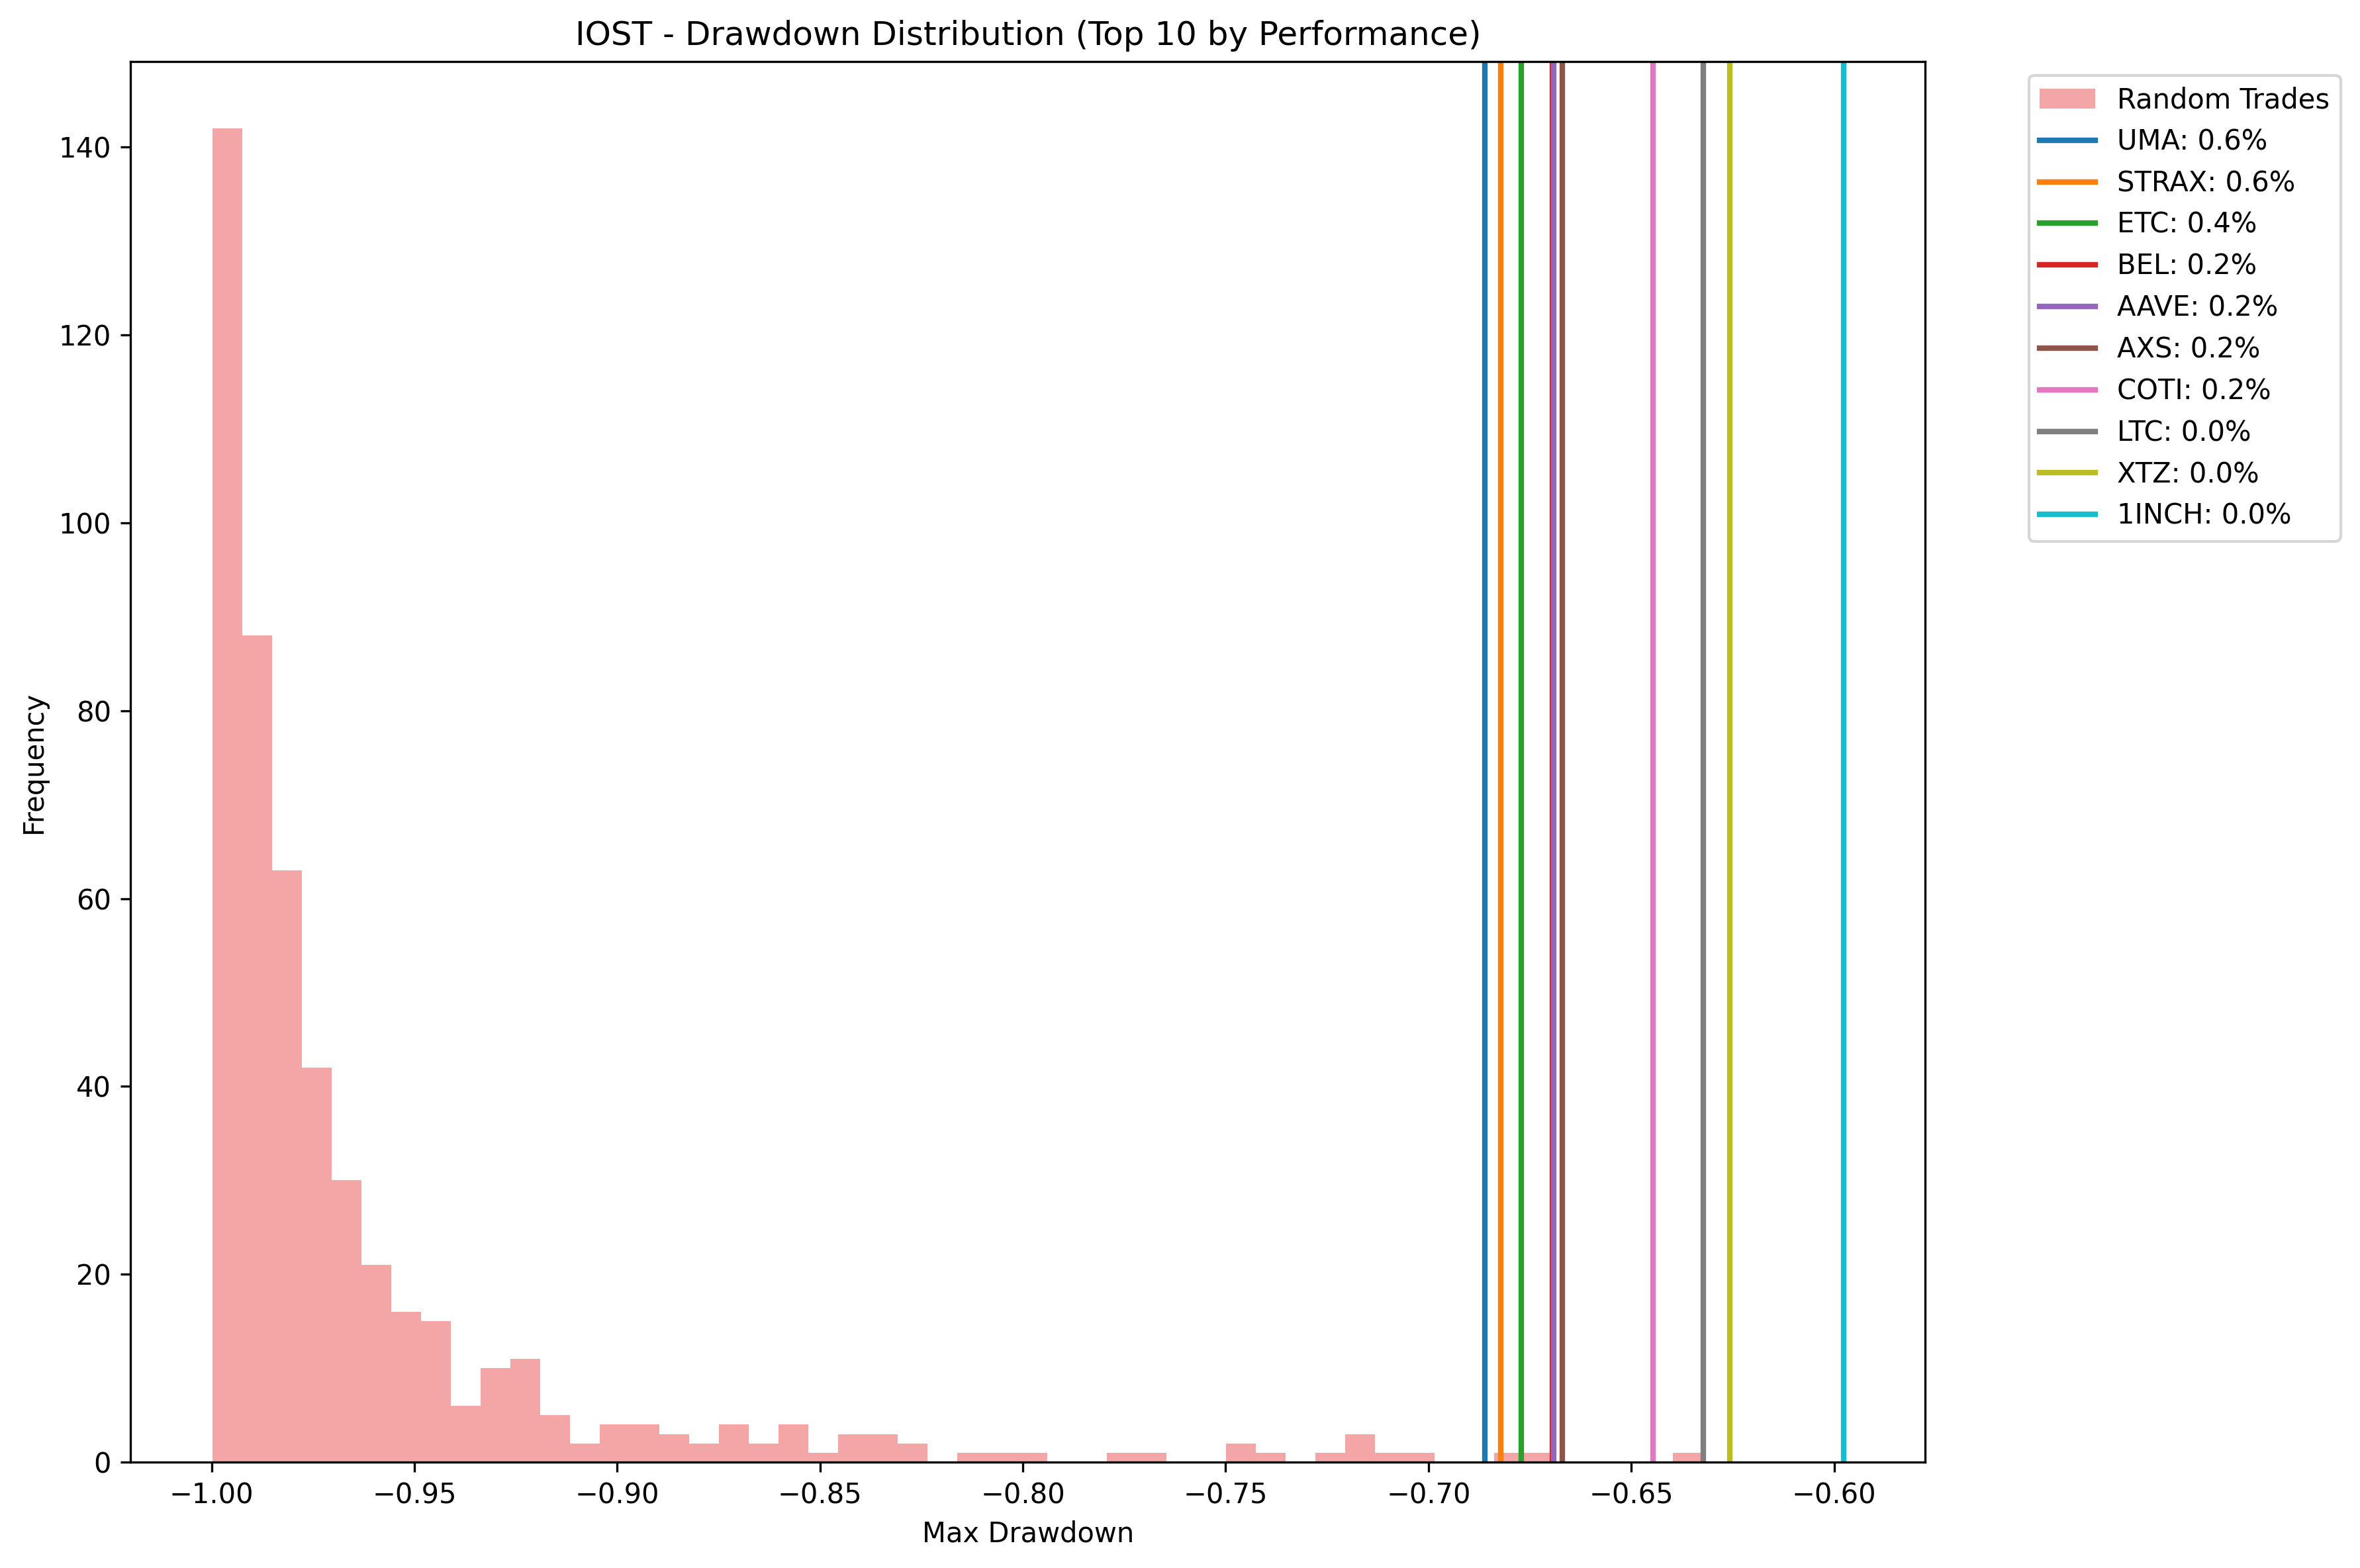 IOST - Drawdown Distribution (Top 10 by Performance)
Frequency
140
120
100
80
60
40
20
0
−1.00
−0.95
−0.90
−0.85
−0.80
−0.75
−0.70
−0.65
−0.60
Max Drawdown
Random Trades
UMA: 0.6%
STRAX: 0.6%
ETC: 0.4%
BEL: 0.2%
AAVE: 0.2%
AXS: 0.2%
COTI: 0.2%
LTC: 0.0%
XTZ: 0.0%
1INCH: 0.0%